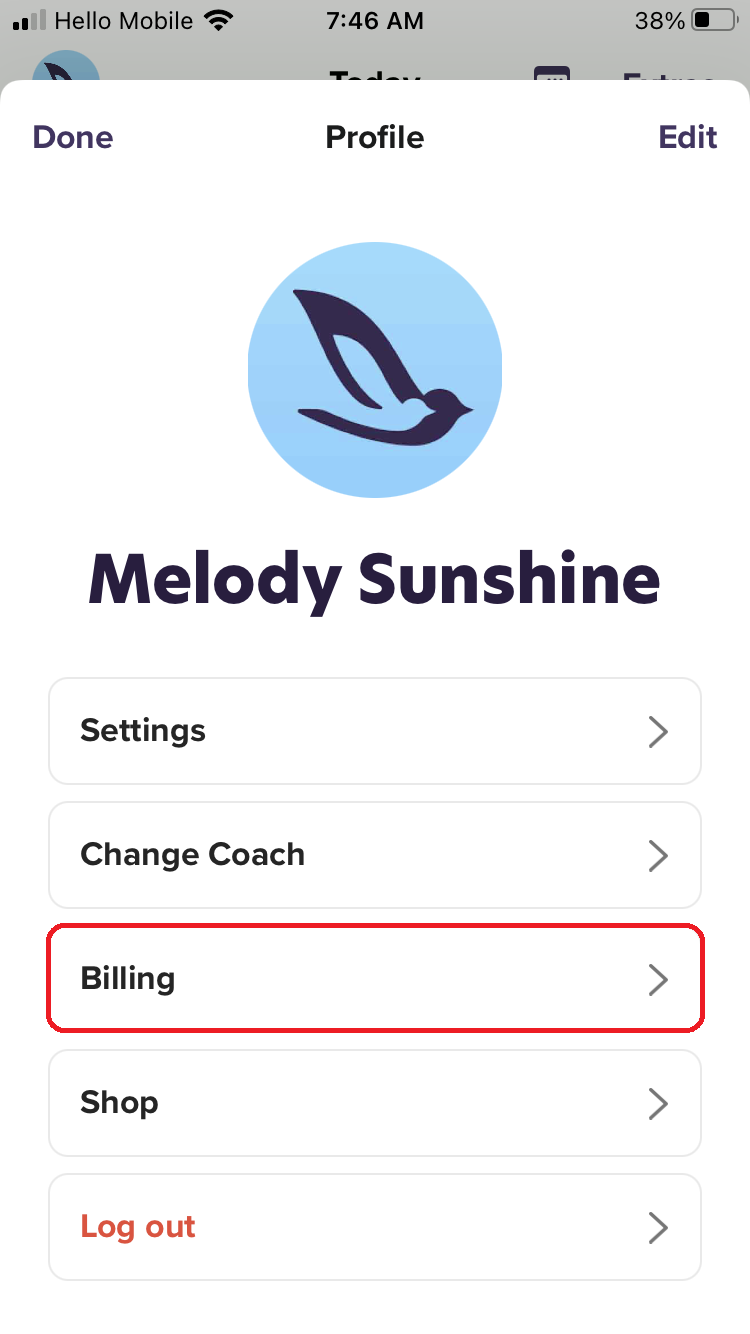 Hello Mobile 7:46 AM 38%
Today Extras
Done Profile Edit
Melody Sunshine
Settings
Change Coach
Billing
Shop
Log out